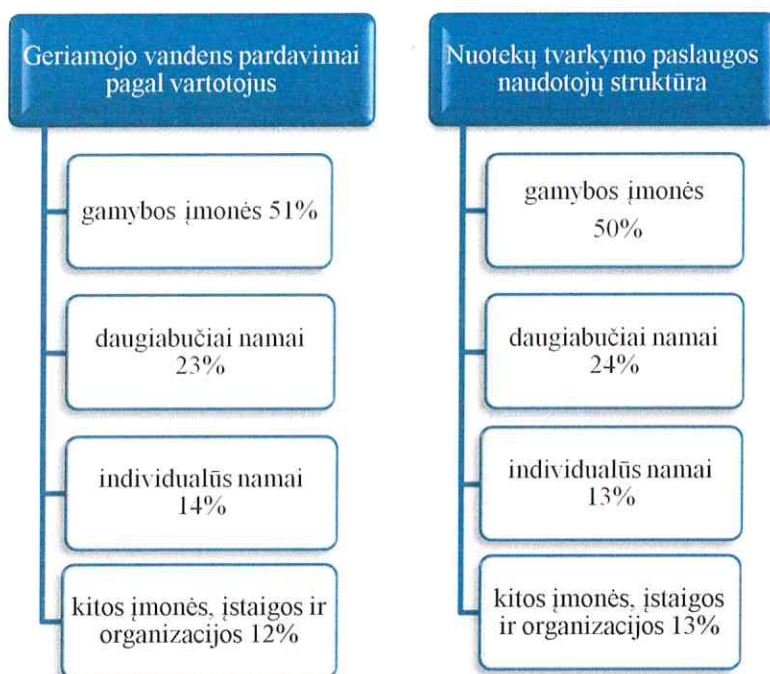 Geriamojo vandens pardavimai
pagal vartotojus
gamybos įmonės 51%
daugiabučiai namai
23%
individualūs namai
14%
kitos įmonės, įstaigos ir
organizacijos 12%
Nuotekų tvarkymo paslaugos
naudotojų struktūra
gamybos įmonės
50%
daugiabučiai namai
24%
individualūs namai
13%
kitos įmonės, įstaigos
ir organizacijos 13%